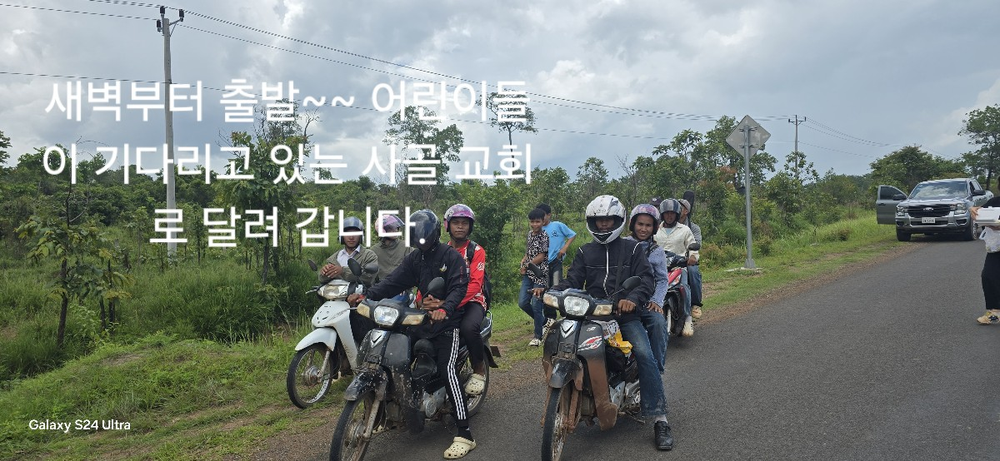 새벽부터 출발~~ 어린이들
이 기다리고 있는 사골 교회
로 달려 갑니다.
Galaxy S24 Ultra